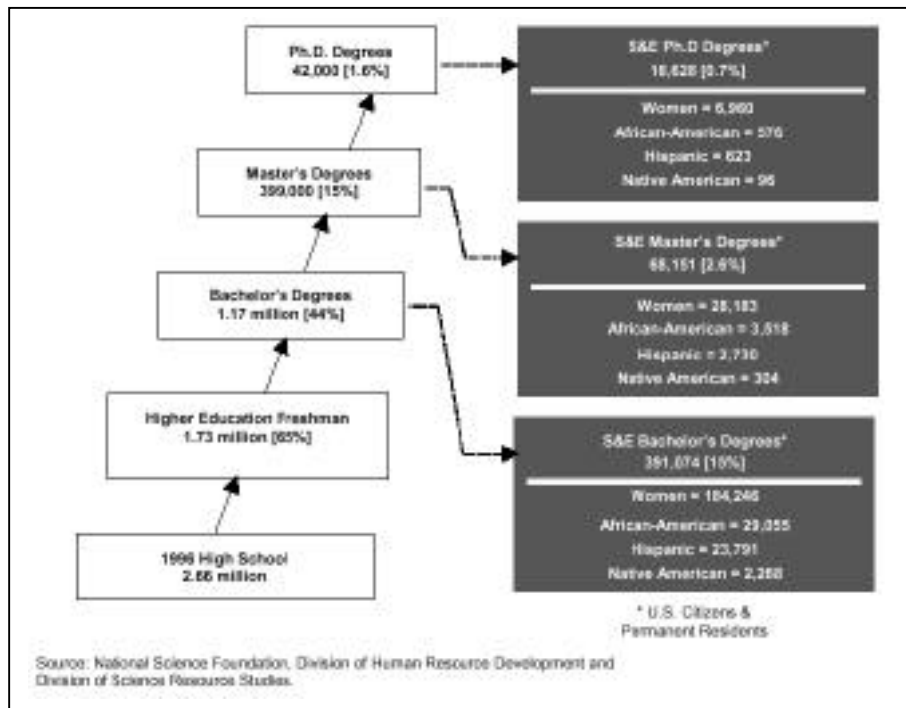 Ph.D. Degrees
42,000 [1.6%]
Master's Degrees
399,000 [15%]
Bachelor's Degrees
1.17 million [44%]
Higher Education Freshman
1.73 million [65%]
1996 High School
2.66 million
S&E Ph.D Degrees*
[0.7%]
Women = 6,960
African-American = 576
Hispanic = 623
Native American = 96
S&E Master's Degrees*
68,151 [2.6%]
Women = 28,183
African-American = 3,518
Hispanic = 2,730
Native American = 304
S&E Bachelor's Degrees*
391,074 [15%]
Women = 184,246
African-American = 29,055
Hispanic = 23,791
Native American = 2,268
* U.S. Citizens &
Permanent Residents
Source: National Science Foundation, Division of Human Resource Development and
Division of Science Resource Studies.